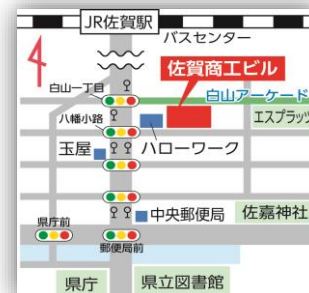 JR佐賀駅
バスセンター
佐賀商工ビル
白山一丁目
白山アーケード
八幡小路
エスプラッツ
玉屋
ハローワーク
中央郵便局
佐嘉神社
県庁前
郵便局前
県庁
県立図書館